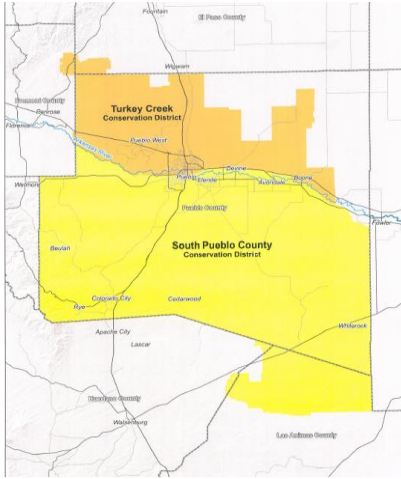 Fountain
El Paso County
Wigwam
Turkey Creek
Conservation District
Fremont County
Penrose
Florence
Pueblo West
Arkansas River
Devine
Pueblo
Blende
Avondale
Boone
Wetmore
Pueblo County
Fowler
South Pueblo County
Conservation District
Beulah
Colorado City
Cedarwood
Rye
Whiterock
Apache City
Lascar
Huerfano County
Walsenburg
Las Animas County